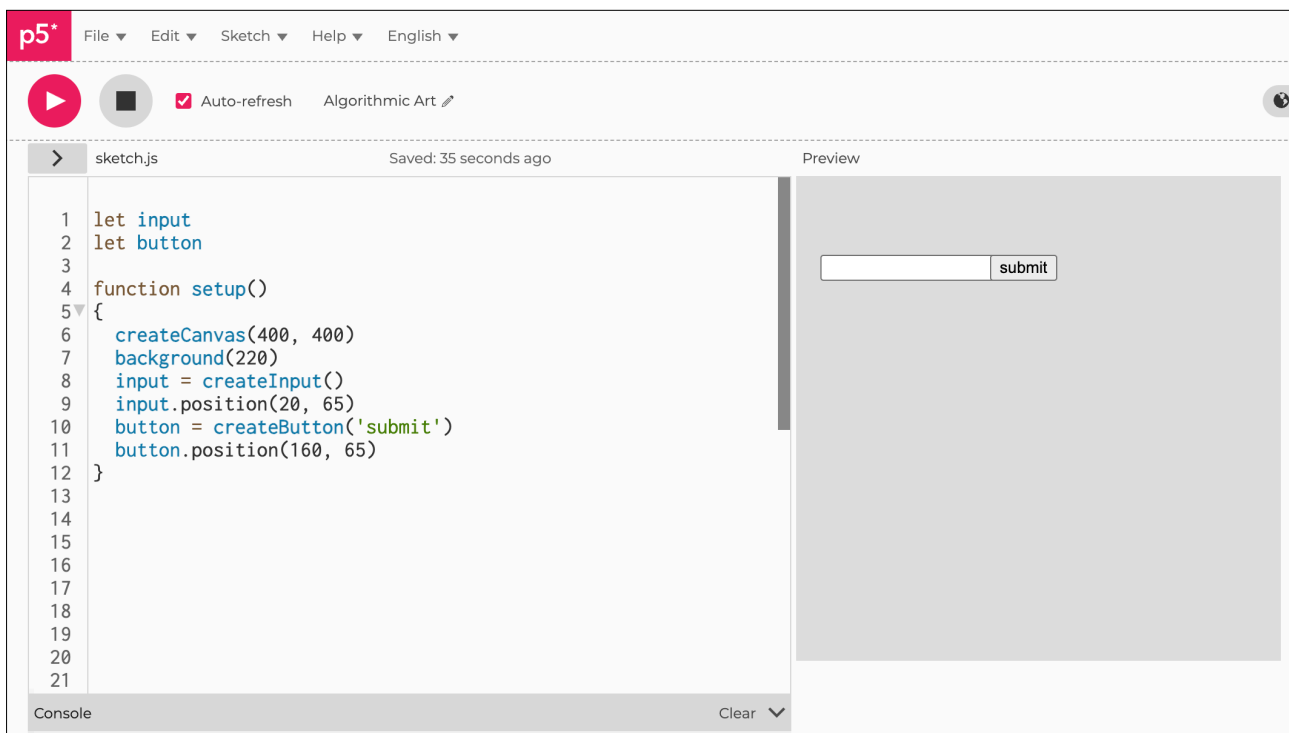 p5* File Edit Sketch Help English
Auto-refresh Algorithmic Art
sketch.js Saved: 35 seconds ago Preview
1 let input
2 let button
3
4 function setup()
5 {
6 createCanvas(400, 400)
7 background(220)
8 input = createInput()
9 input.position(20, 65)
10 button = createButton('submit')
11 button.position(160, 65)
12 }
13
14
15
16
17
18
19
20
21
submit
Console Clear